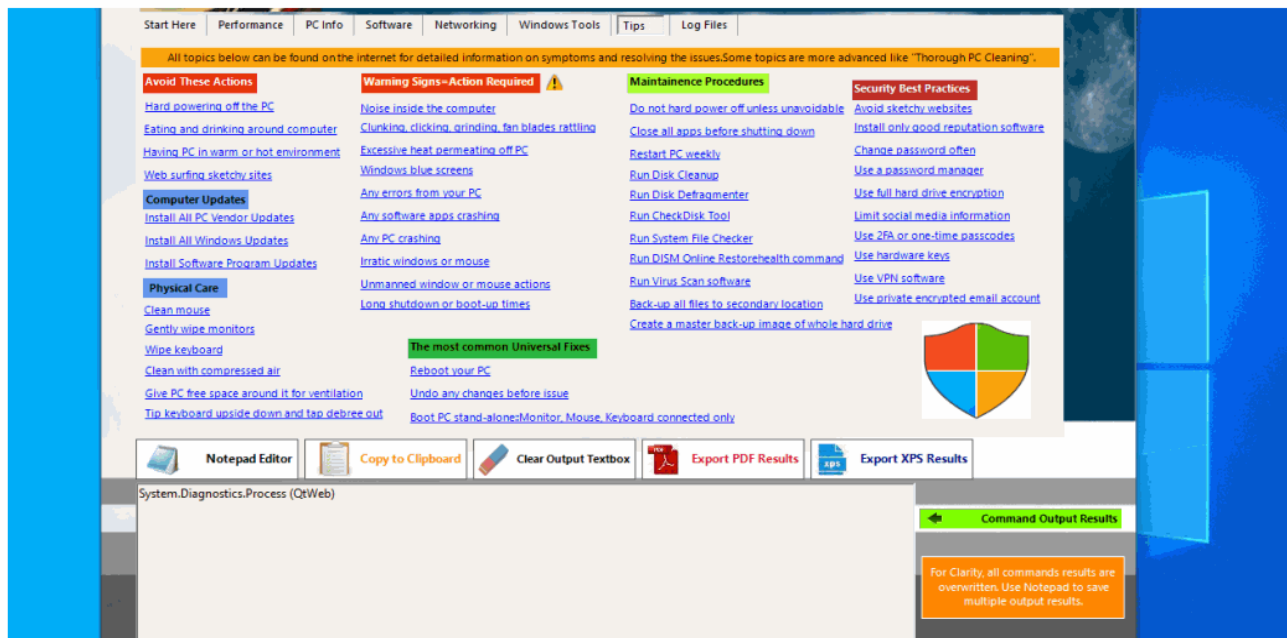 Start Here
Performance
PC Info
Software
Networking
Windows Tools
Tips
Log Files
All topics below can be found on the internet for detailed information on symptoms and resolving the issues.Some topics are more advanced like "Thorough PC Cleaning".
Avoid These Actions
Hard powering off the PC
Eating and drinking around computer
Having PC in warm or hot environment
Web surfing sketchy sites
Computer Updates
Install All PC Vendor Updates
Install All Windows Updates
Install Software Program Updates
Physical Care
Clean mouse
Gently wipe monitors
Wipe keyboard
Clean with compressed air
Give PC free space around it for ventilation
Tip keyboard upside down and tap debree out
Warning Signs=Action Required
Noise inside the computer
Clunking, clicking, grinding, fan blades rattling
Excessive heat permeating off PC
Windows blue screens
Any errors from your PC
Any software apps crashing
Any PC crashing
Irratic windows or mouse
Unmanned window or mouse actions
Long shutdown or boot-up times
The most common Universal Fixes
Reboot your PC
Undo any changes before issue
Boot PC stand-alone:Monitor, Mouse, Keyboard connected only
Maintainence Procedures
Do not hard power off unless unavoidable
Close all apps before shutting down
Restart PC weekly
Run Disk Cleanup
Run Disk Defragmenter
Run CheckDisk Tool
Run System File Checker
Run DISM Online Restorehealth command
Run Virus Scan software
Back-up all files to secondary location
Create a master back-up image of whole hard drive
Security Best Practices
Avoid sketchy websites
Install only good reputation software
Change password often
Use a password manager
Use full hard drive encryption
Limit social media information
Use 2FA or one-time passcodes
Use hardware keys
Use VPN software
Use private encrypted email account
Notepad Editor
Copy to Clipboard
Clear Output Textbox
PDF
Export PDF Results
xps
Export XPS Results
System.Diagnostics.Process (QtWeb)
Command Output Results
For Clarity, all commands results are
overwritten. Use Notepad to save
multiple output results.